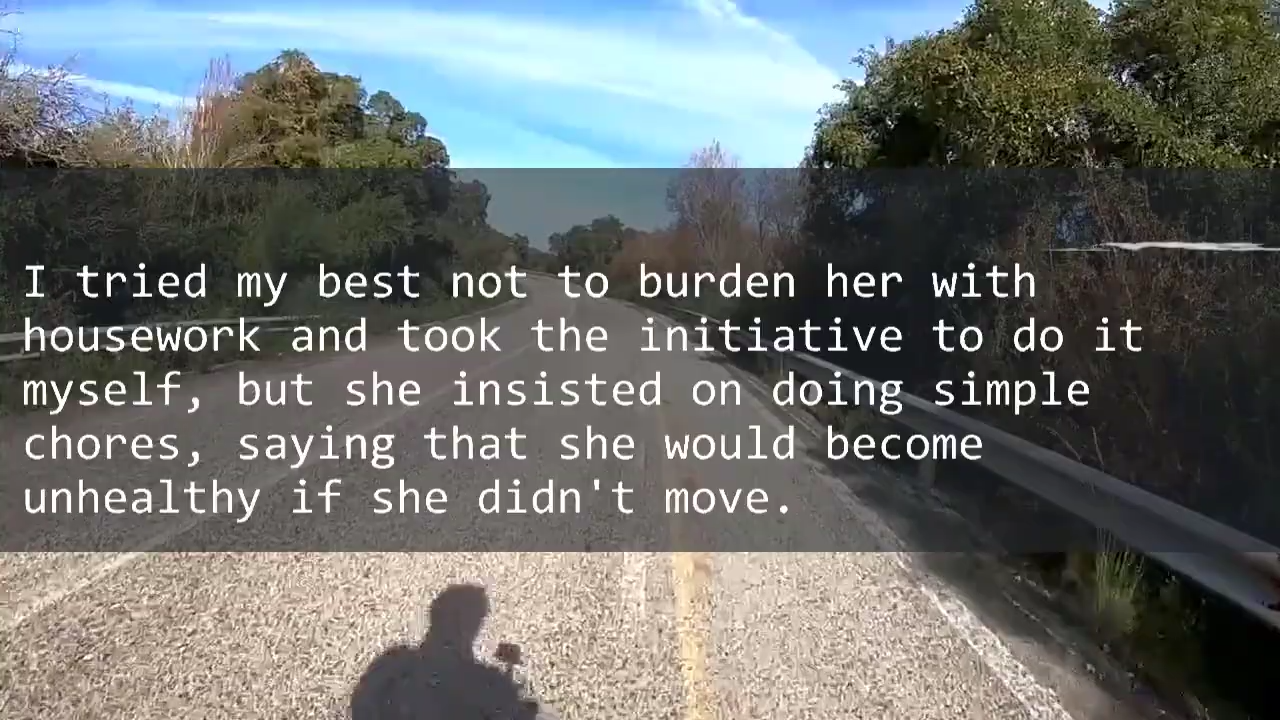 I tried my best not to burden her with
housework and took the initiative to do it
myself, but she insisted on doing simple
chores, saying that she would become
unhealthy if she didn't move.